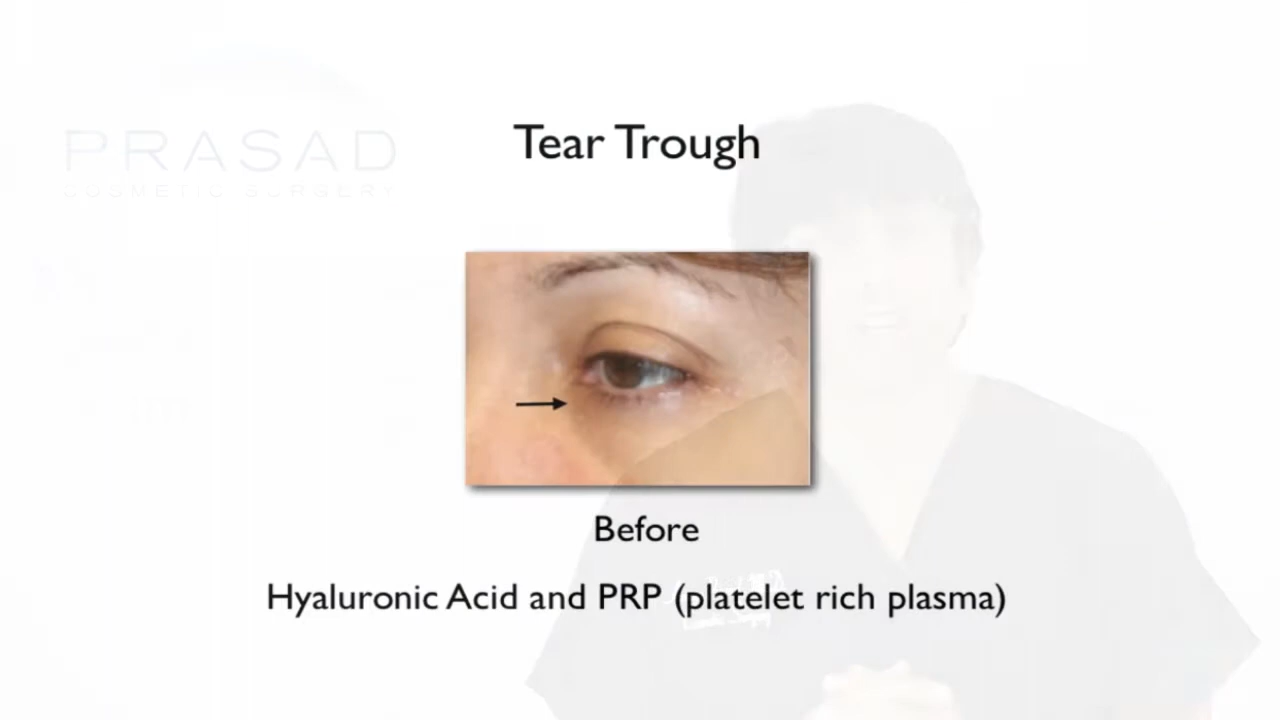 PRASAD
COSMETIC SURGERY
Tear Trough
Before
Hyaluronic Acid and PRP (platelet rich plasma)